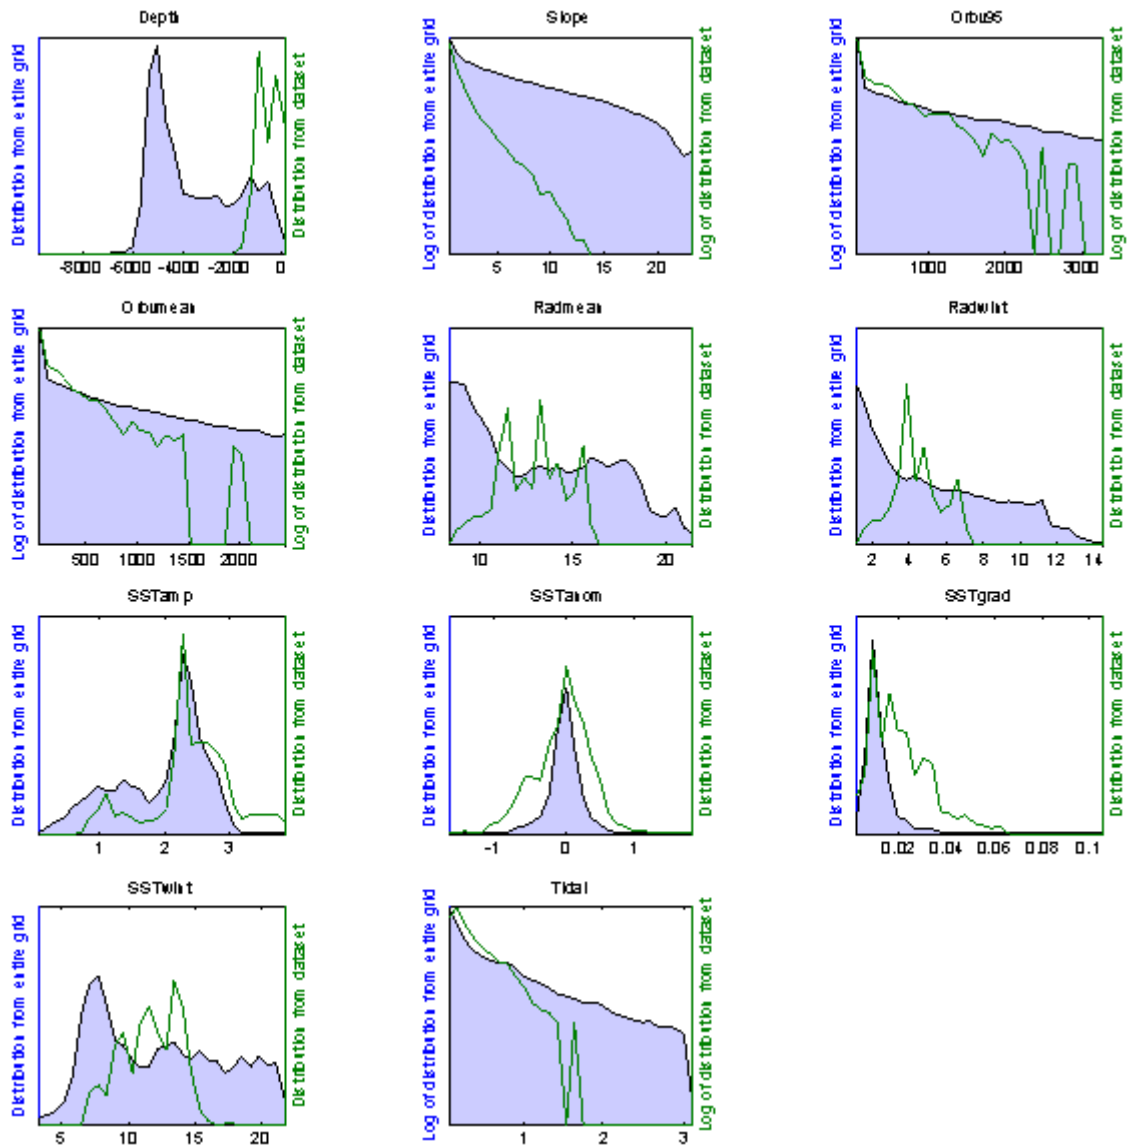 Depth
Slope
Orbu95
Distribution from entire grid
Distribution from dataset
Log of distribution from entire grid
Log of distribution from dataset
Log of distribution from entire grid
Log of distribution from dataset
-8000 -6000 -4000 -2000 0
5 10 15 20
1000 2000 3000
Orbumean
Radmean
Radwint
Log of distribution from entire grid
Log of distribution from dataset
Distribution from entire grid
Distribution from dataset
Distribution from entire grid
Distribution from dataset
500 1000 1500 2000
10 15 20
2 4 6 8 10 12 14
SSTamp
SSTanom
SSTgrad
Distribution from entire grid
Distribution from dataset
Distribution from entire grid
Distribution from dataset
Distribution from entire grid
Distribution from dataset
1 2 3
-1 0 1
0.02 0.04 0.06 0.08 0.1
SSTwint
Tidal
Distribution from entire grid
Distribution from dataset
Log of distribution from entire grid
Log of distribution from dataset
5 10 15 20
1 2 3